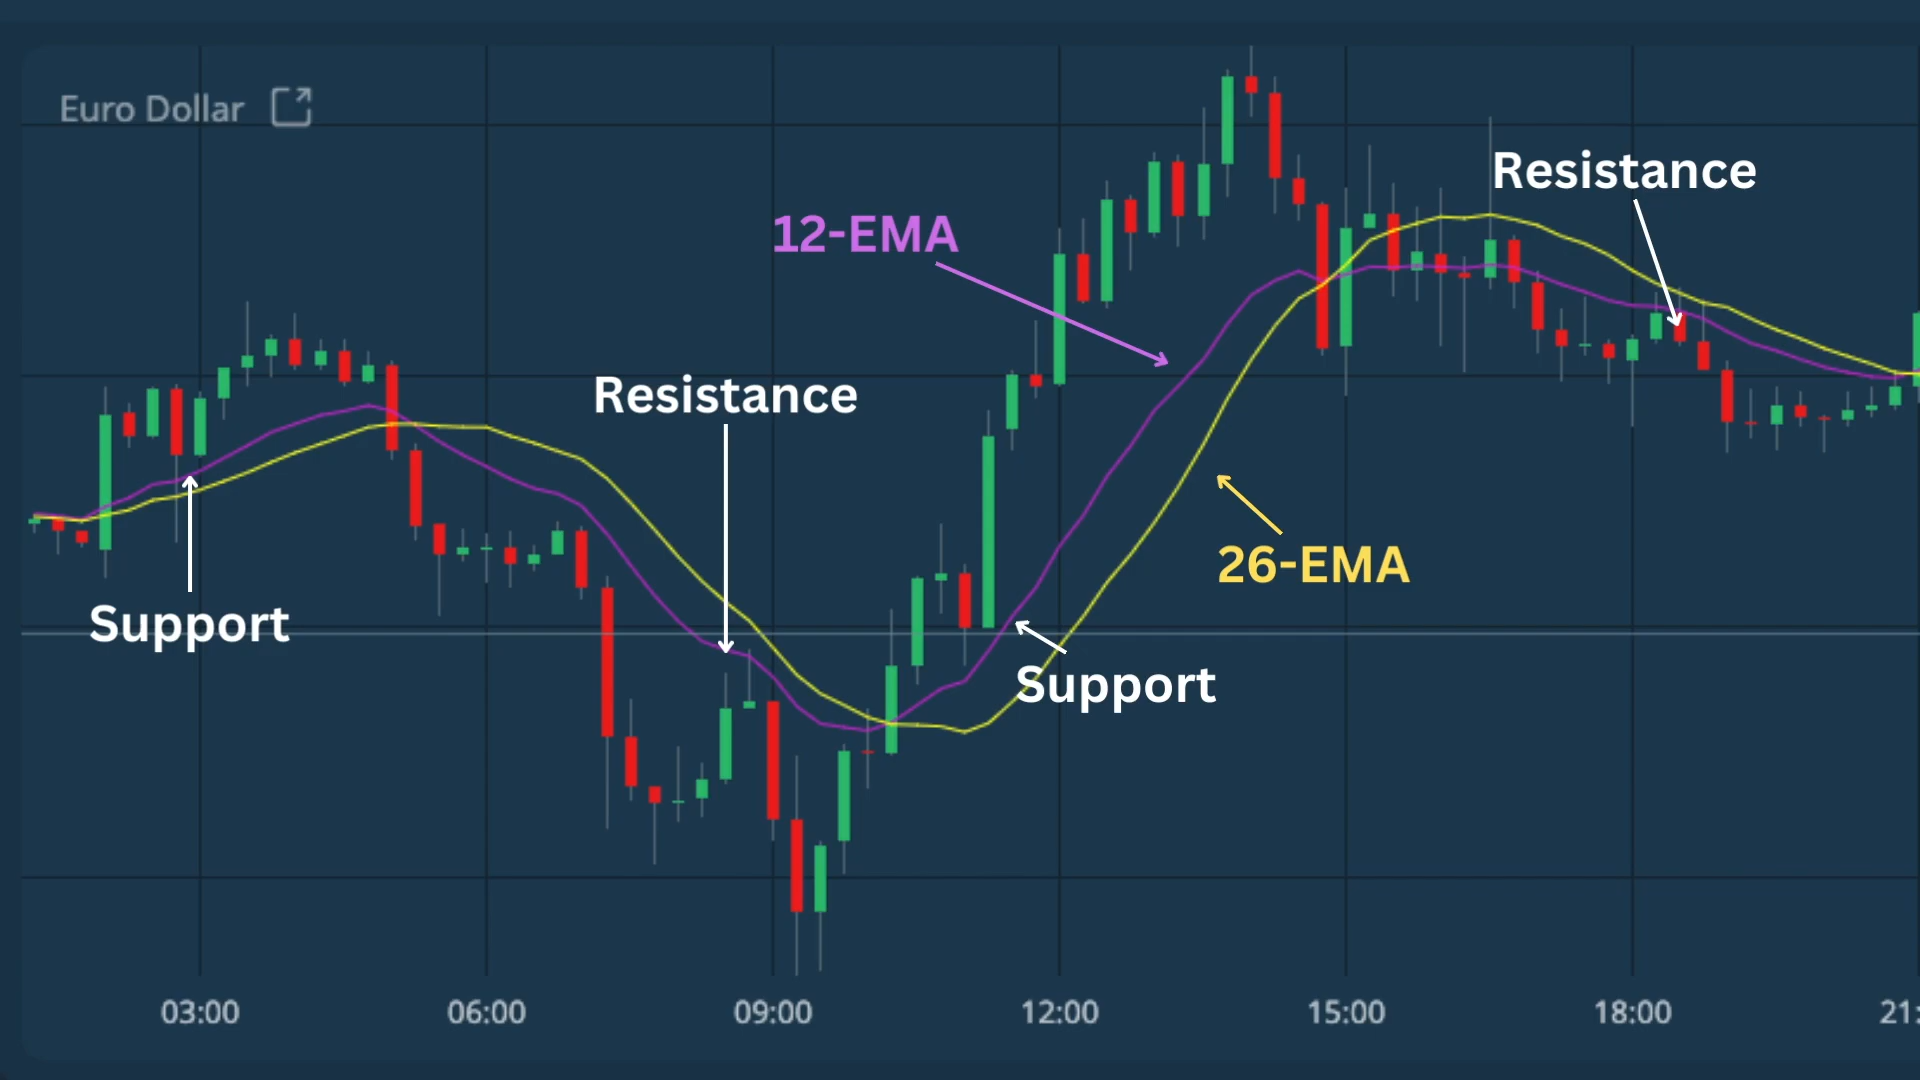 Euro Dollar
Resistance
12-EMA
Resistance
26-EMA
Support
Support
03:00
06:00
09:00
12:00
15:00
18:00
21: